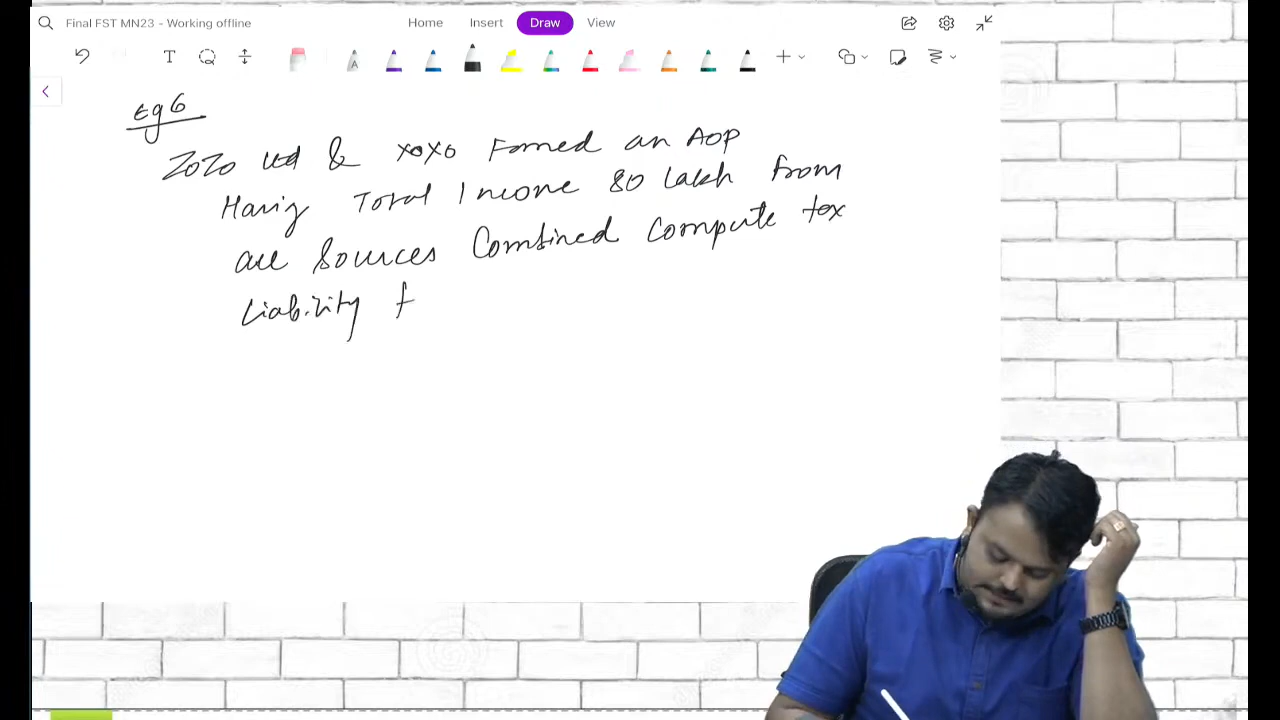 Final FST MN23 - Working offline
Home Insert Draw View
Eg 6
ZOZO Ltd & XOXO Formed an AOP
Having Total Income 80 Lakh From
all Sources Combined Compute tax
Liability f